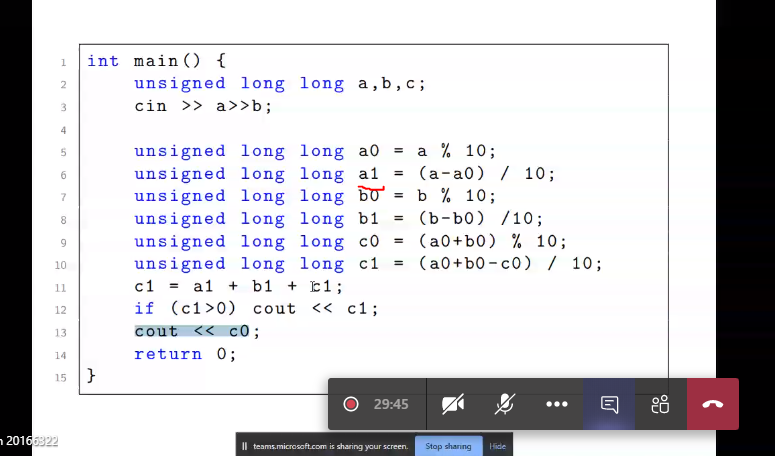 1 int main() {
2 unsigned long long a,b,c;
3 cin >> a>>b;
4
5 unsigned long long a0 = a % 10;
6 unsigned long long a1 = (a-a0) / 10;
7 unsigned long long b0 = b % 10;
8 unsigned long long b1 = (b-b0) /10;
9 unsigned long long c0 = (a0+b0) % 10;
10 unsigned long long c1 = (a0+b0-c0) / 10;
11 c1 = a1 + b1 + c1;
12 if (c1>0) cout << c1;
13 cout << c0;
14 return 0;
15 }
29:45
n 20166322
teams.microsoft.com is sharing your screen. Stop sharing Hide